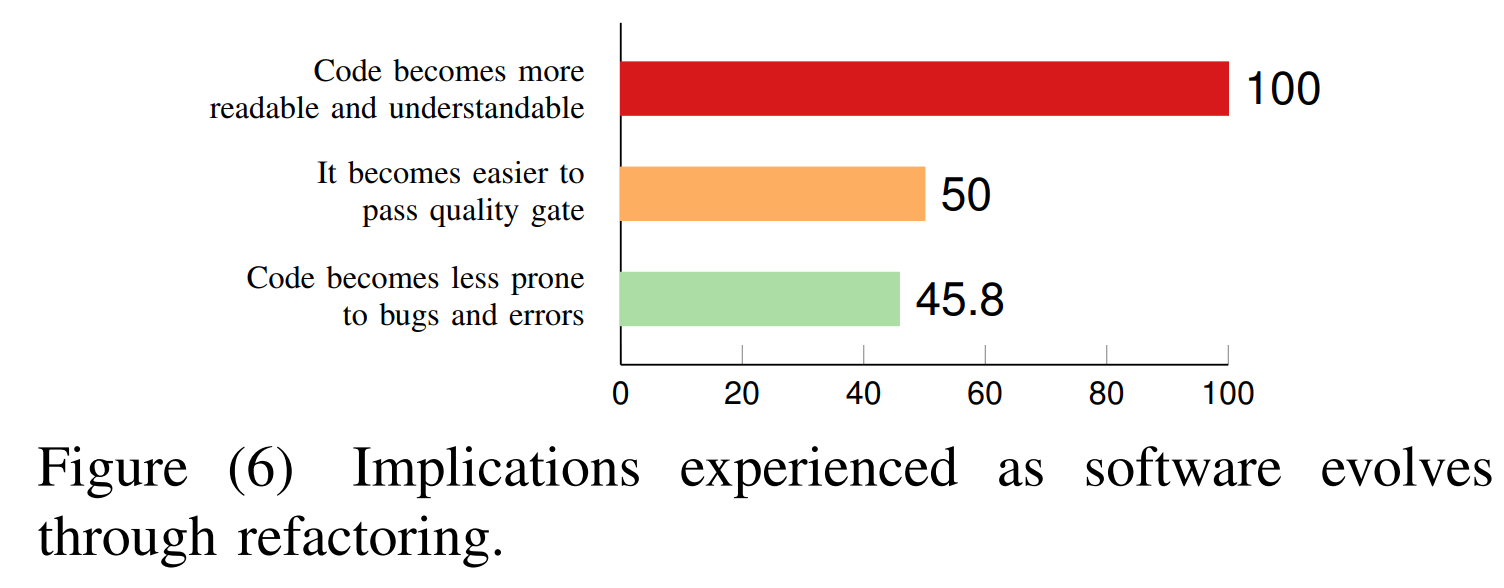 Code becomes more
readable and understandable
100
It becomes easier to
pass quality gate
50
Code becomes less prone
to bugs and errors
45.8
0 20 40 60 80 100
Figure (6) Implications experienced as software evolves
through refactoring.